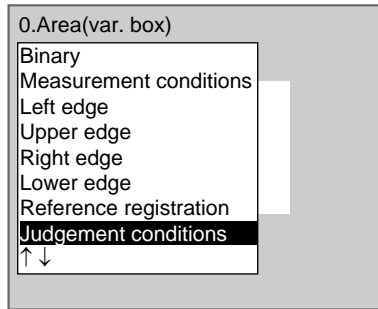 0.Area(var. box)
Binary
Measurement conditions
Left edge
Upper edge
Right edge
Lower edge
Reference registration
Judgement conditions
↑↓